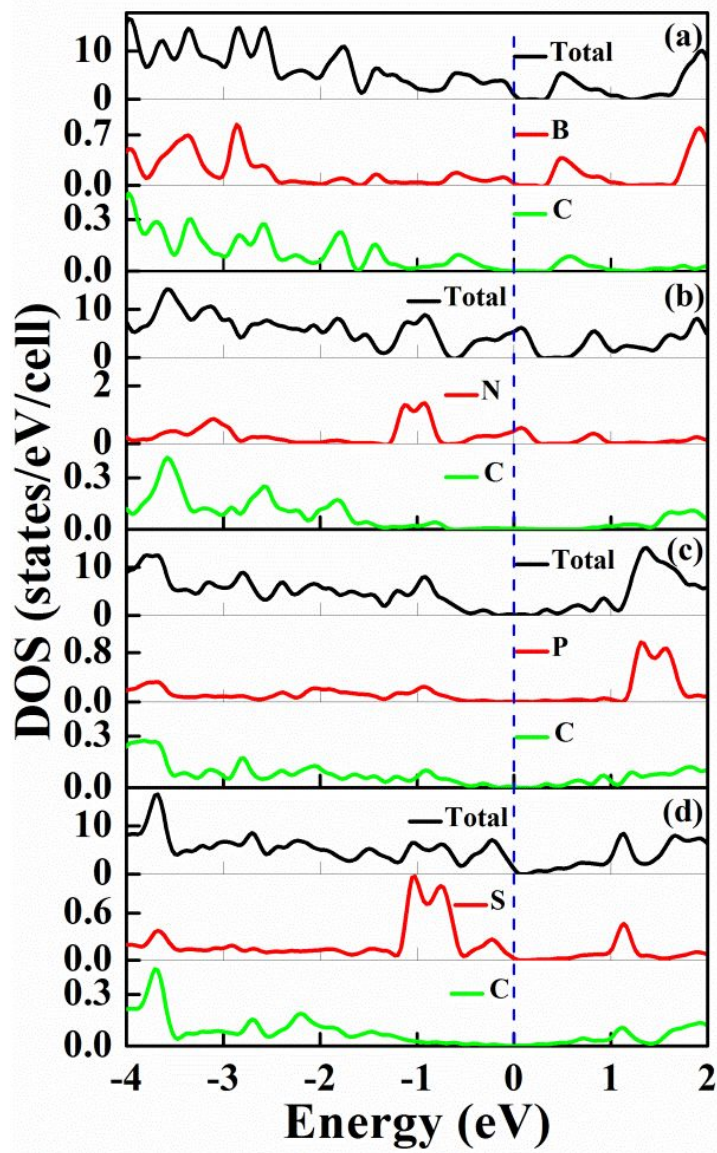 DOS (states/eV/cell)
(a)
10
Total
0
0.7
B
0.0
0.3
C
0.0
(b)
10
Total
0
2
N
0
0.3
C
0.0
(c)
10
Total
0
0.8
P
0.0
0.3
C
0.0
(d)
10
Total
0
0.6
S
0.0
0.3
C
0.0
-4 -3 -2 -1 0 1 2
Energy (eV)